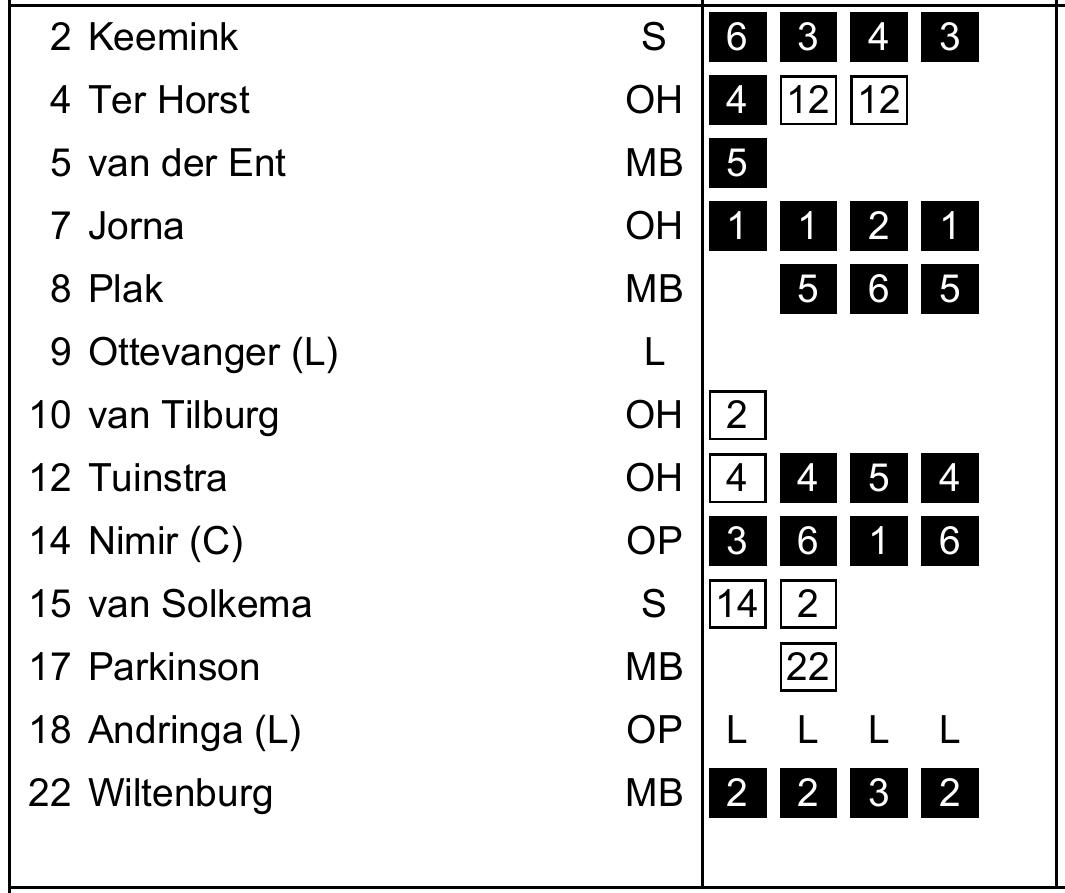 2 Keemink S 6 3 4 3
4 Ter Horst OH 4 12 12
5 van der Ent MB 5
7 Jorna OH 1 1 2 1
8 Plak MB 5 6 5
9 Ottevanger (L) L
10 van Tilburg OH 2
12 Tuinstra OH 4 4 5 4
14 Nimir (C) OP 3 6 1 6
15 van Solkema S 14 2
17 Parkinson MB 22
18 Andringa (L) OP L L L L
22 Wiltenburg MB 2 2 3 2